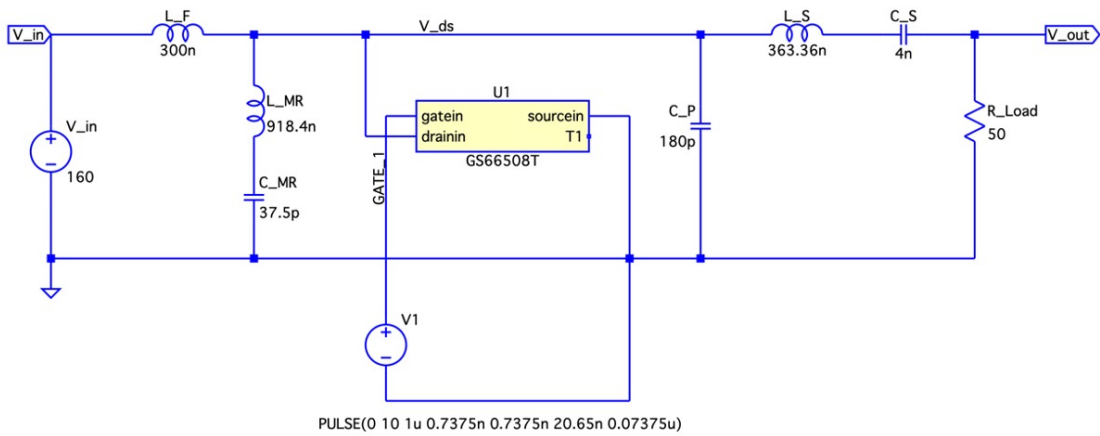 V_in
L_F
300n
V_ds
L_S
363.36n
C_S
4n
V_out
L_MR
918.4n
U1
gatein
sourcein
drainin
T1
GS66508T
C_P
180p
R_Load
50
V_in
160
GATE_1
C_MR
37.5p
V1
PULSE(0 10 1u 0.7375n 0.7375n 20.65n 0.07375u)